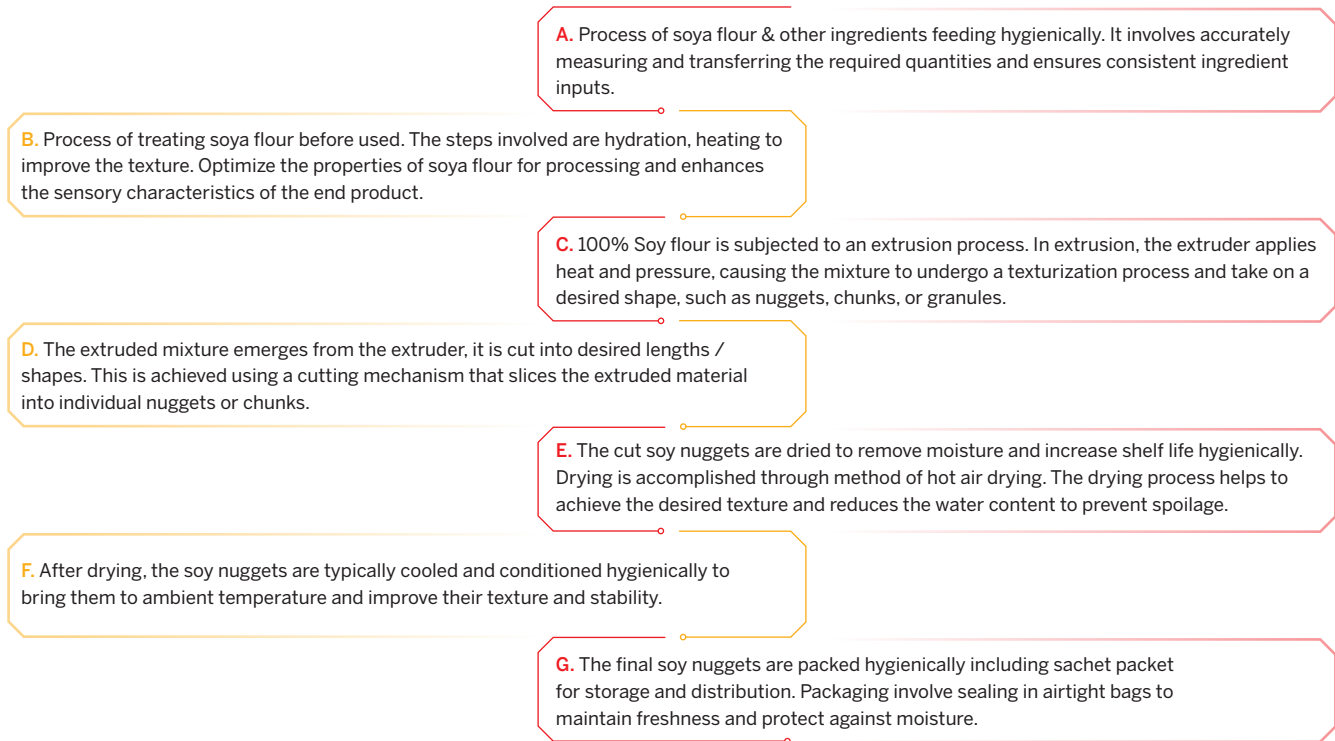 A. Process of soya flour & other ingredients feeding hygienically. It involves accurately
measuring and transferring the required quantities and ensures consistent ingredient
inputs.
B. Process of treating soya flour before used. The steps involved are hydration, heating to
improve the texture. Optimize the properties of soya flour for processing and enhances
the sensory characteristics of the end product.
C. 100% Soy flour is subjected to an extrusion process. In extrusion, the extruder applies
heat and pressure, causing the mixture to undergo a texturization process and take on a
desired shape, such as nuggets, chunks, or granules.
D. The extruded mixture emerges from the extruder, it is cut into desired lengths /
shapes. This is achieved using a cutting mechanism that slices the extruded material
into individual nuggets or chunks.
E. The cut soy nuggets are dried to remove moisture and increase shelf life hygienically.
Drying is accomplished through method of hot air drying. The drying process helps to
achieve the desired texture and reduces the water content to prevent spoilage.
F. After drying, the soy nuggets are typically cooled and conditioned hygienically to
bring them to ambient temperature and improve their texture and stability.
G. The final soy nuggets are packed hygienically including sachet packet
for storage and distribution. Packaging involve sealing in airtight bags to
maintain freshness and protect against moisture.